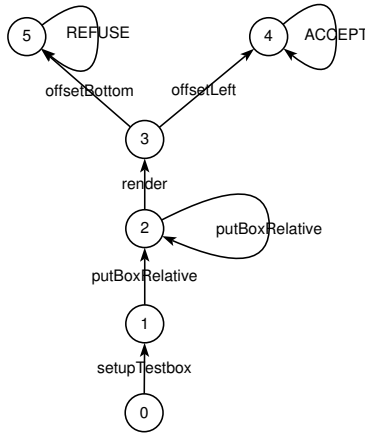 5
REFUSE
4
ACCEPT
offsetBottom
offsetLeft
3
render
2
putBoxRelative
putBoxRelative
1
setupTestbox
0